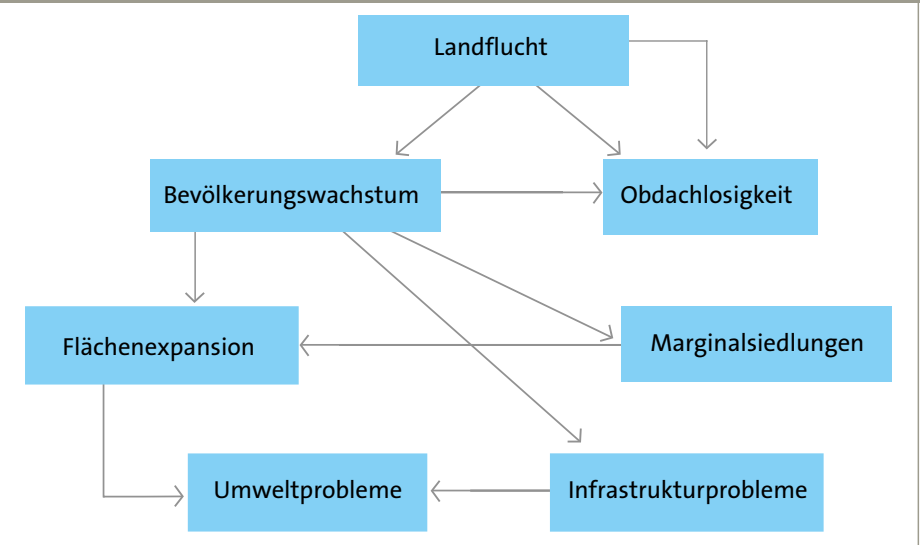 Landflucht
Bevölkerungswachstum
Obdachlosigkeit
Flächenexpansion
Marginalsiedlungen
Umweltprobleme
Infrastrukturprobleme